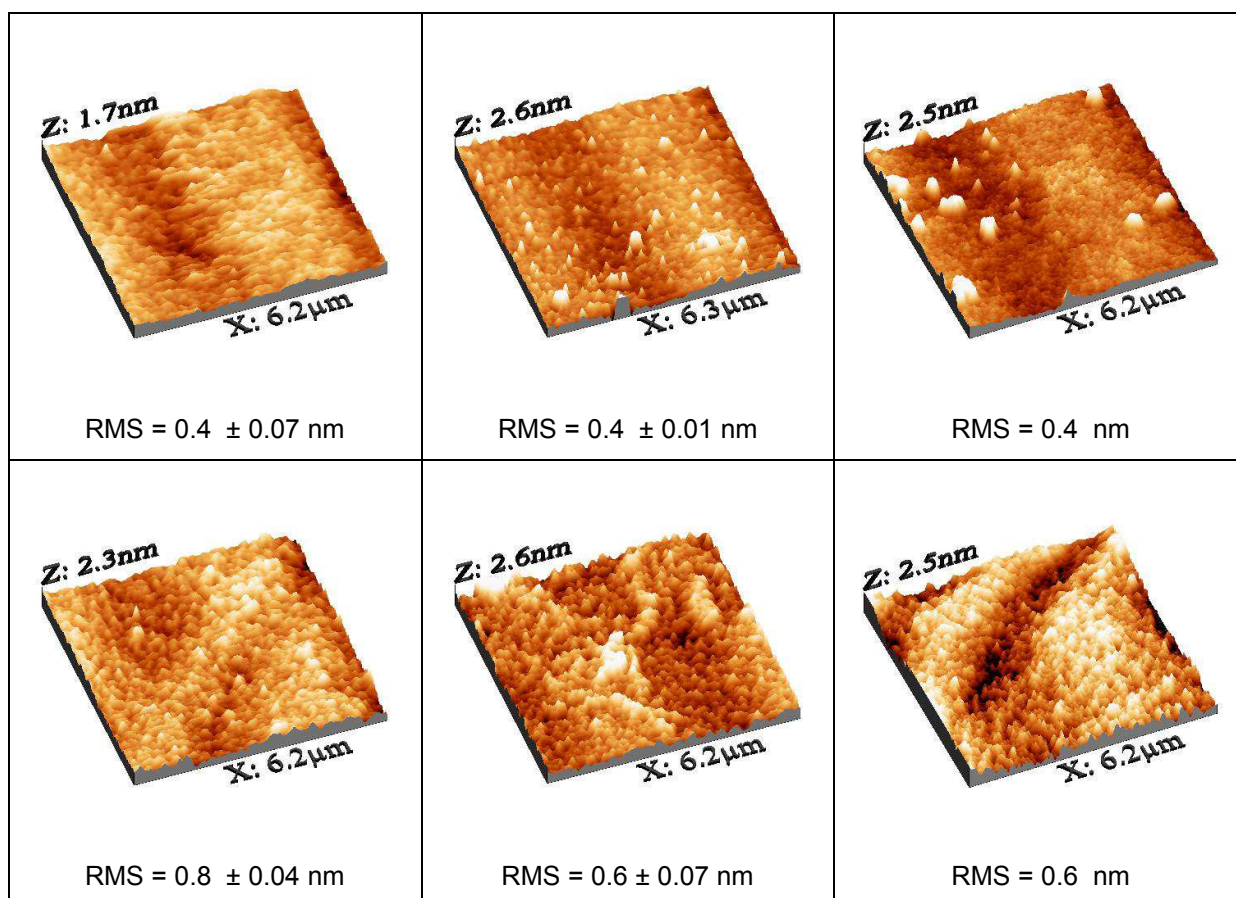 Z: 1.7nm
X: 6.2µm
RMS = 0.4 ± 0.07 nm
Z: 2.6nm
X: 6.3µm
RMS = 0.4 ± 0.01 nm
Z: 2.5nm
X: 6.2µm
RMS = 0.4 nm
Z: 2.3nm
X: 6.2µm
RMS = 0.8 ± 0.04 nm
Z: 2.6nm
X: 6.2µm
RMS = 0.6 ± 0.07 nm
Z: 2.5nm
X: 6.2µm
RMS = 0.6 nm